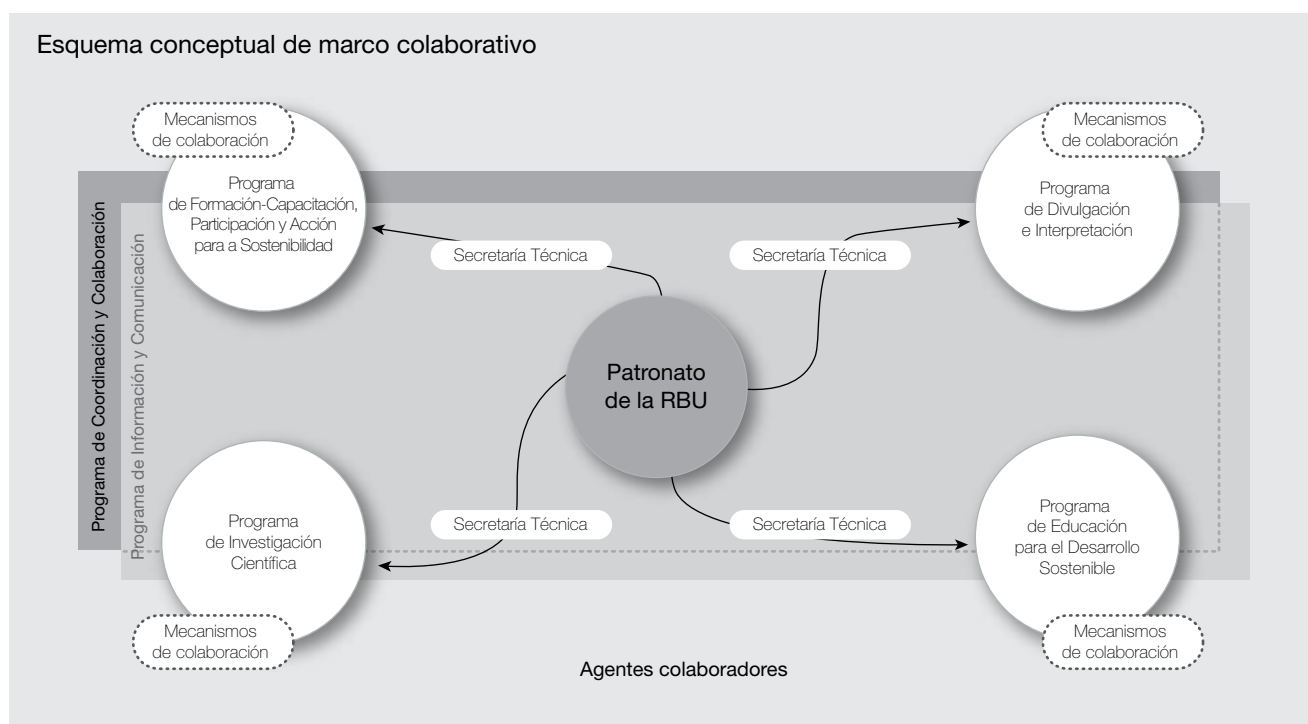 Esquema conceptual de marco colaborativo
Mecanismos
de colaboración
Programa
de Formación-Capacitación,
Participación y Acción
para a Sostenibilidad
Mecanismos
de colaboración
Programa
de Divulgación
e Interpretación
Programa de Coordinación y Colaboración
Programa de Información y Comunicación
Secretaría Técnica
Secretaría Técnica
Patronato
de la RBU
Secretaría Técnica
Secretaría Técnica
Programa
de Investigación
Científica
Mecanismos
de colaboración
Programa
de Educación
para el Desarrollo
Sostenible
Mecanismos
de colaboración
Agentes colaboradores